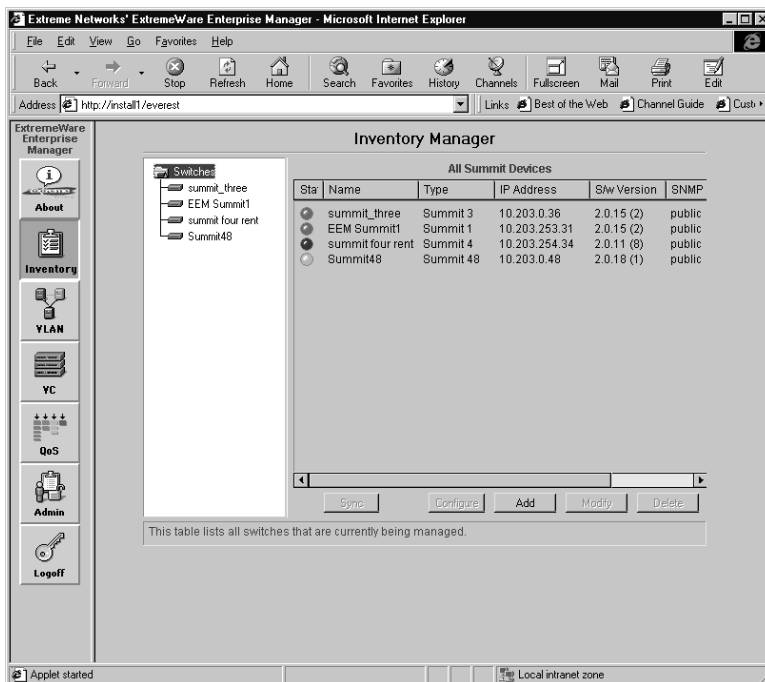 Extreme Networks' ExtremeWare Enterprise Manager - Microsoft Internet Explorer
File Edit View Go Favorites Help
Back Forward Stop Refresh Home Search Favorites History Channels Fullscreen Mail Print Edit
Address http://install1/everest Links Best of the Web Channel Guide Custo
ExtremeWare
Enterprise
Manager
About
Inventory
VLAN
VC
QoS
Admin
Logoff
Inventory Manager
Switches
summit_three
EEM Summit1
summit four rent
Summit48
All Summit Devices
Sta Name Type IP Address S/w Version SNMP
summit_three Summit 3 10.203.0.36 2.0.15 (2) public
EEM Summit1 Summit 1 10.203.253.31 2.0.15 (2) public
summit four rent Summit 4 10.203.254.34 2.0.11 (8) public
Summit48 Summit 48 10.203.0.48 2.0.18 (1) public
Sync Configure Add Modify Delete
This table lists all switches that are currently being managed.
Applet started Local intranet zone